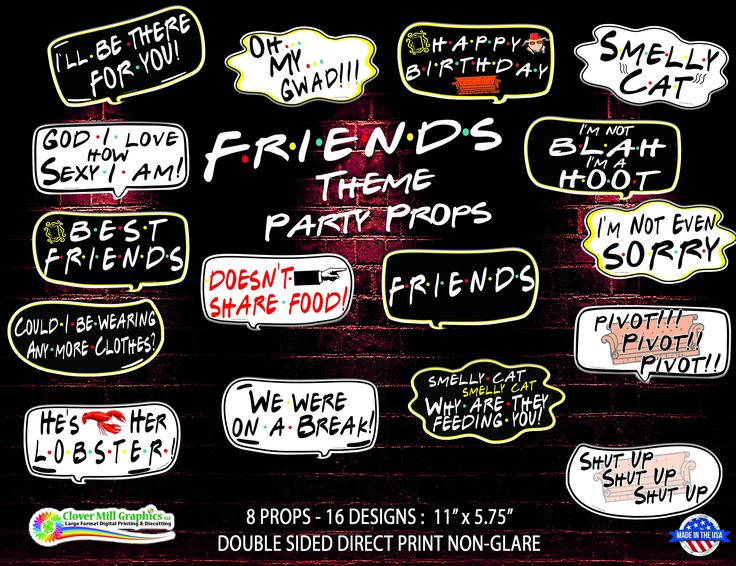 I'LL BE THERE
FOR YOU!
OH
MY
GWAD!!!
HAPPY
BIRTHDAY
SMELLY
CAT
GOD I LOVE
HOW
SEXY I AM!
F•R•I•E•N•D•S
THEME
PARTY PROPS
I'M NOT
BLAH
I'M A
HOOT
BEST
FRIENDS
DOESN'T
SHARE FOOD!
F•R•I•E•N•D•S
I'M NOT EVEN
SORRY
COULD I BE WEARING
ANY MORE CLOTHES?
PIVOT!!!
PIVOT!!
PIVOT!!
HE'S HER
LOBSTER!
WE WERE
ON A BREAK!
SMELLY CAT
SMELLY CAT
WHY ARE THEY
FEEDING YOU!
SHUT UP
SHUT UP
SHUT UP
Clover Mill Graphics LLC
Large Format Digital Printing & Diecutting
8 PROPS - 16 DESIGNS : 11” x 5.75”
DOUBLE SIDED DIRECT PRINT NON-GLARE
MADE IN THE USA